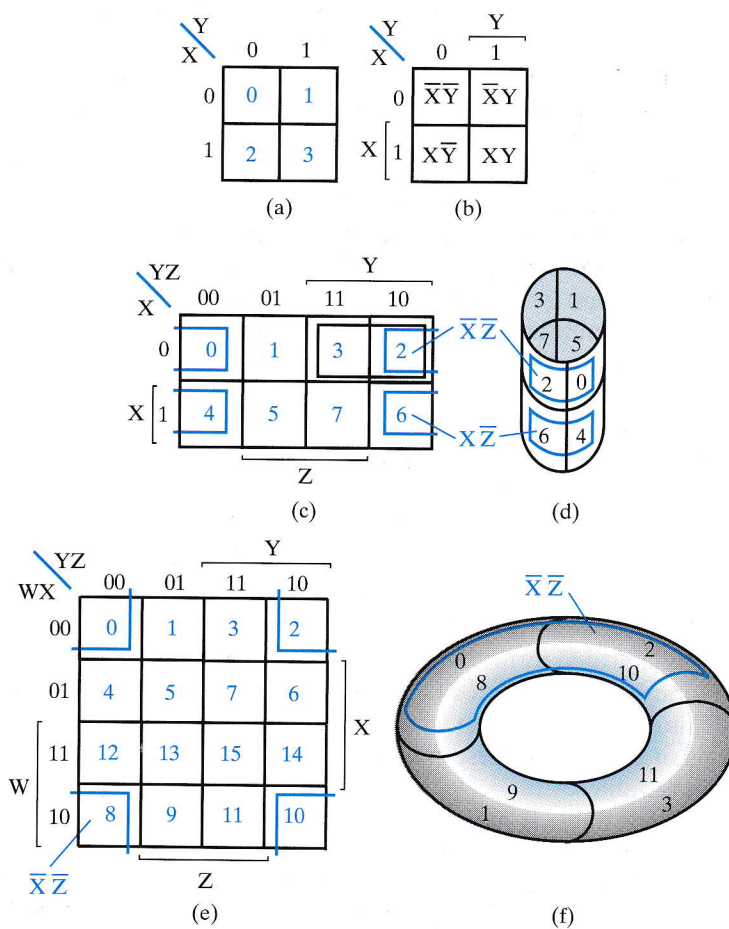 Y Y
X 0 1 X 0 1
0 0 1 0 X̅Y̅ X̅Y
1 2 3 X 1 XY̅ XY
(a) (b)
YZ Y
X 00 01 11 10
0 0 1 3 2 X̅Z̅
X 1 4 5 7 6 XZ̅
Z
(c)
3 1
7 5
2 0
6 4
(d)
YZ Y
WX 00 01 11 10
00 0 1 3 2
01 4 5 7 6 X
11 12 13 15 14
W
10 8 9 11 10
X̅Z̅ Z
(e)
X̅Z̅
0 2
8 10
9 11
1 3
(f)